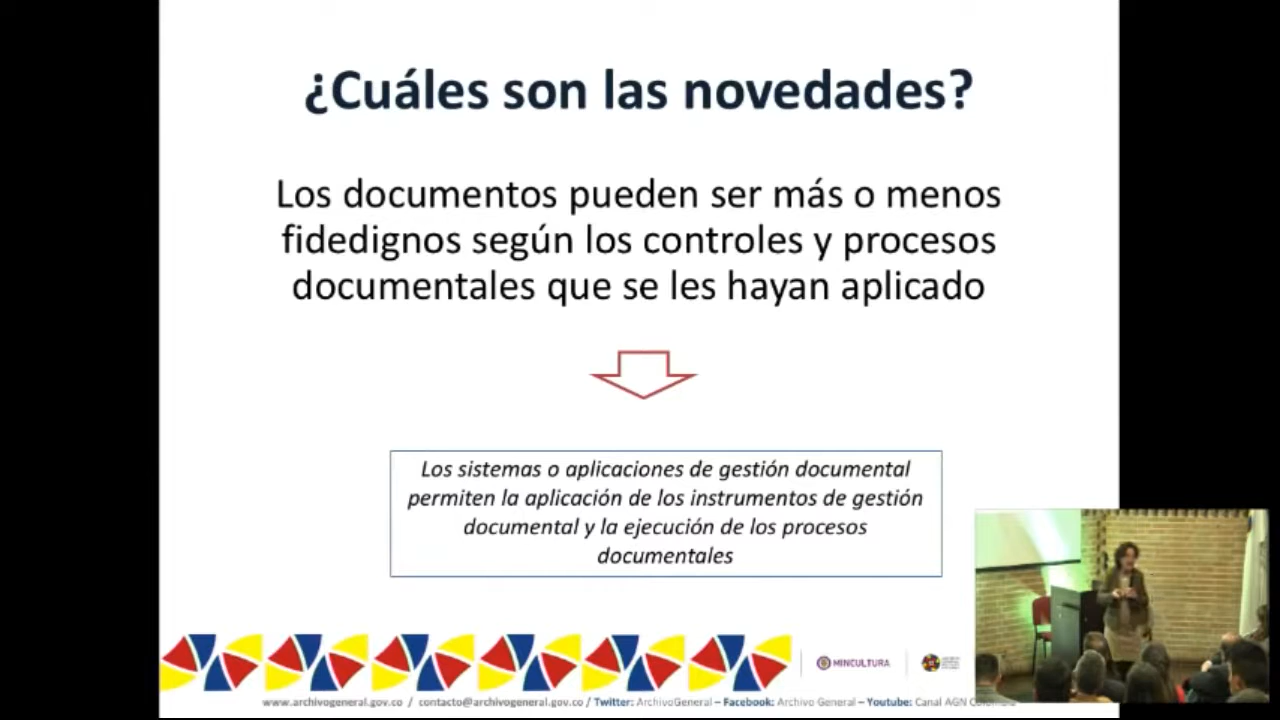 ¿Cuáles son las novedades?
Los documentos pueden ser más o menos
fidedignos según los controles y procesos
documentales que se les hayan aplicado
Los sistemas o aplicaciones de gestión documental
permiten la aplicación de los instrumentos de gestión
documental y la ejecución de los procesos
documentales
MINCULTURA
www.archivogeneral.gov.co / contacto@archivogeneral.gov.co / Twitter: ArchivoGeneral – Facebook: Archivo General – Youtube: Canal AGN Colombia